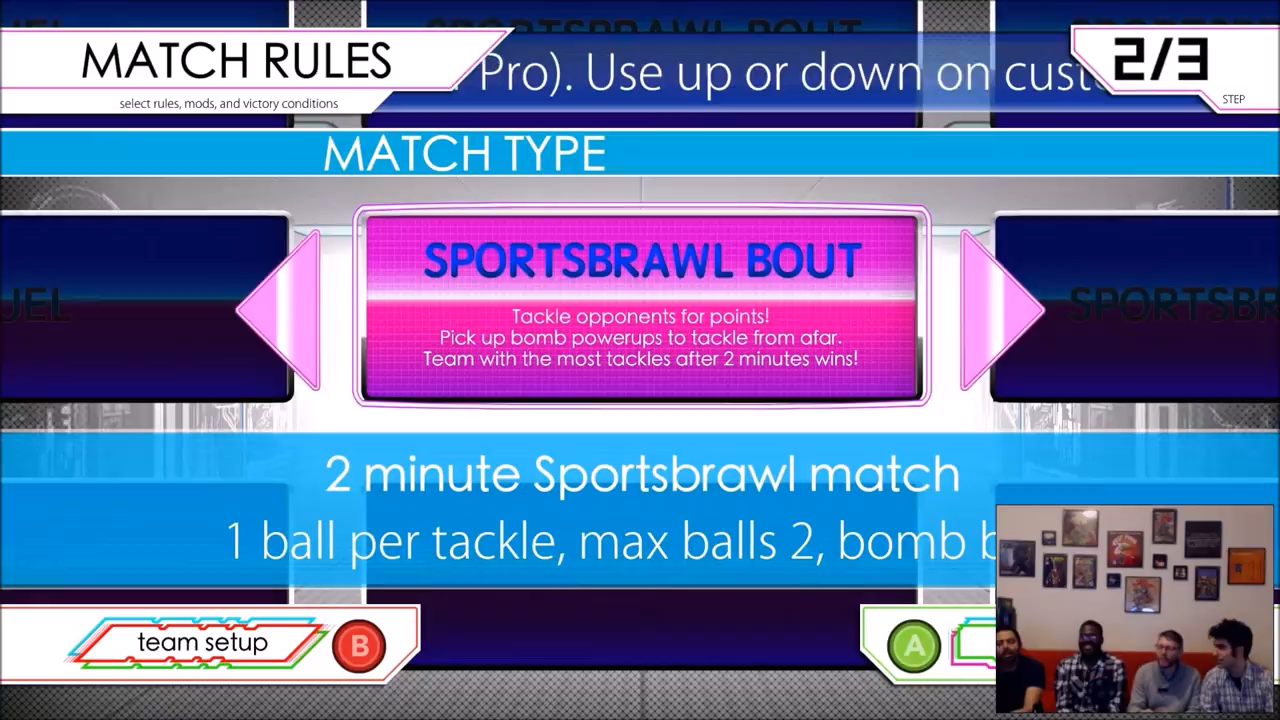 MATCH RULES
select rules, mods, and victory conditions
Pro). Use up or down on
2/3
STEP
MATCH TYPE
SPORTSBRAWL BOUT
Tackle opponents for points!
Pick up bomb powerups to tackle from afar.
Team with the most tackles after 2 minutes wins!
2 minute Sportsbrawl match
1 ball per tackle, max balls 2, bomb
team setup
B
A